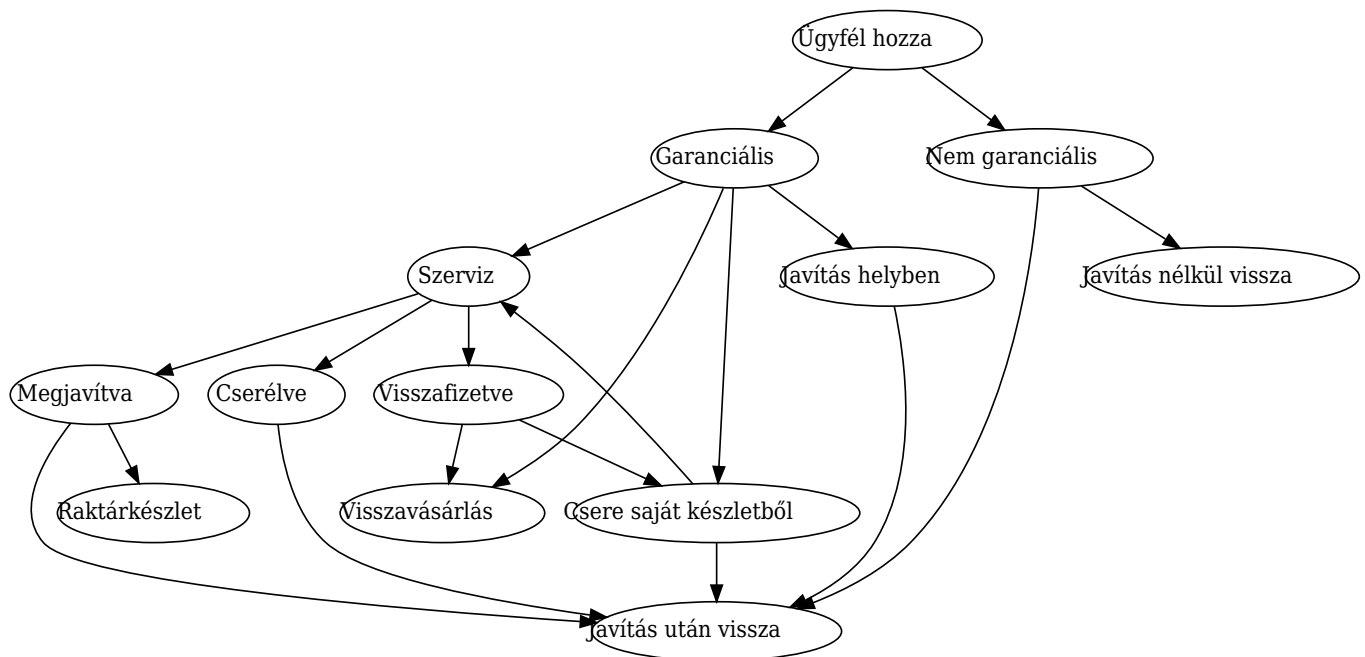 Ügyfél hozza
Garanciális
Nem garanciális
Szerviz
Javítás helyben
Javítás nélkül vissza
Megjavítva
Cserélve
Visszafizetve
Raktárkészlet
Visszavásárlás
Csere saját készletből
Javítás után vissza